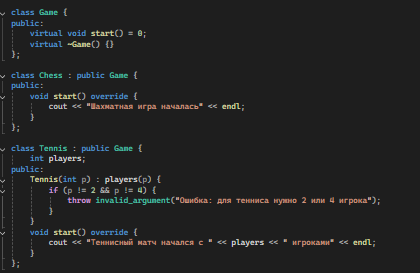 class Game {
public:
    virtual void start() = 0;
    virtual ~Game() {}
};

class Chess : public Game {
public:
    void start() override {
        cout << "Шахматная игра началась" << endl;
    }
};

class Tennis : public Game {
    int players;
public:
    Tennis(int p) : players(p) {
        if (p != 2 && p != 4) {
            throw invalid_argument("Ошибка: для тенниса нужно 2 или 4 игрока");
        }
    }
    void start() override {
        cout << "Теннисный матч начался с " << players << " игроками" << endl;
    }
};